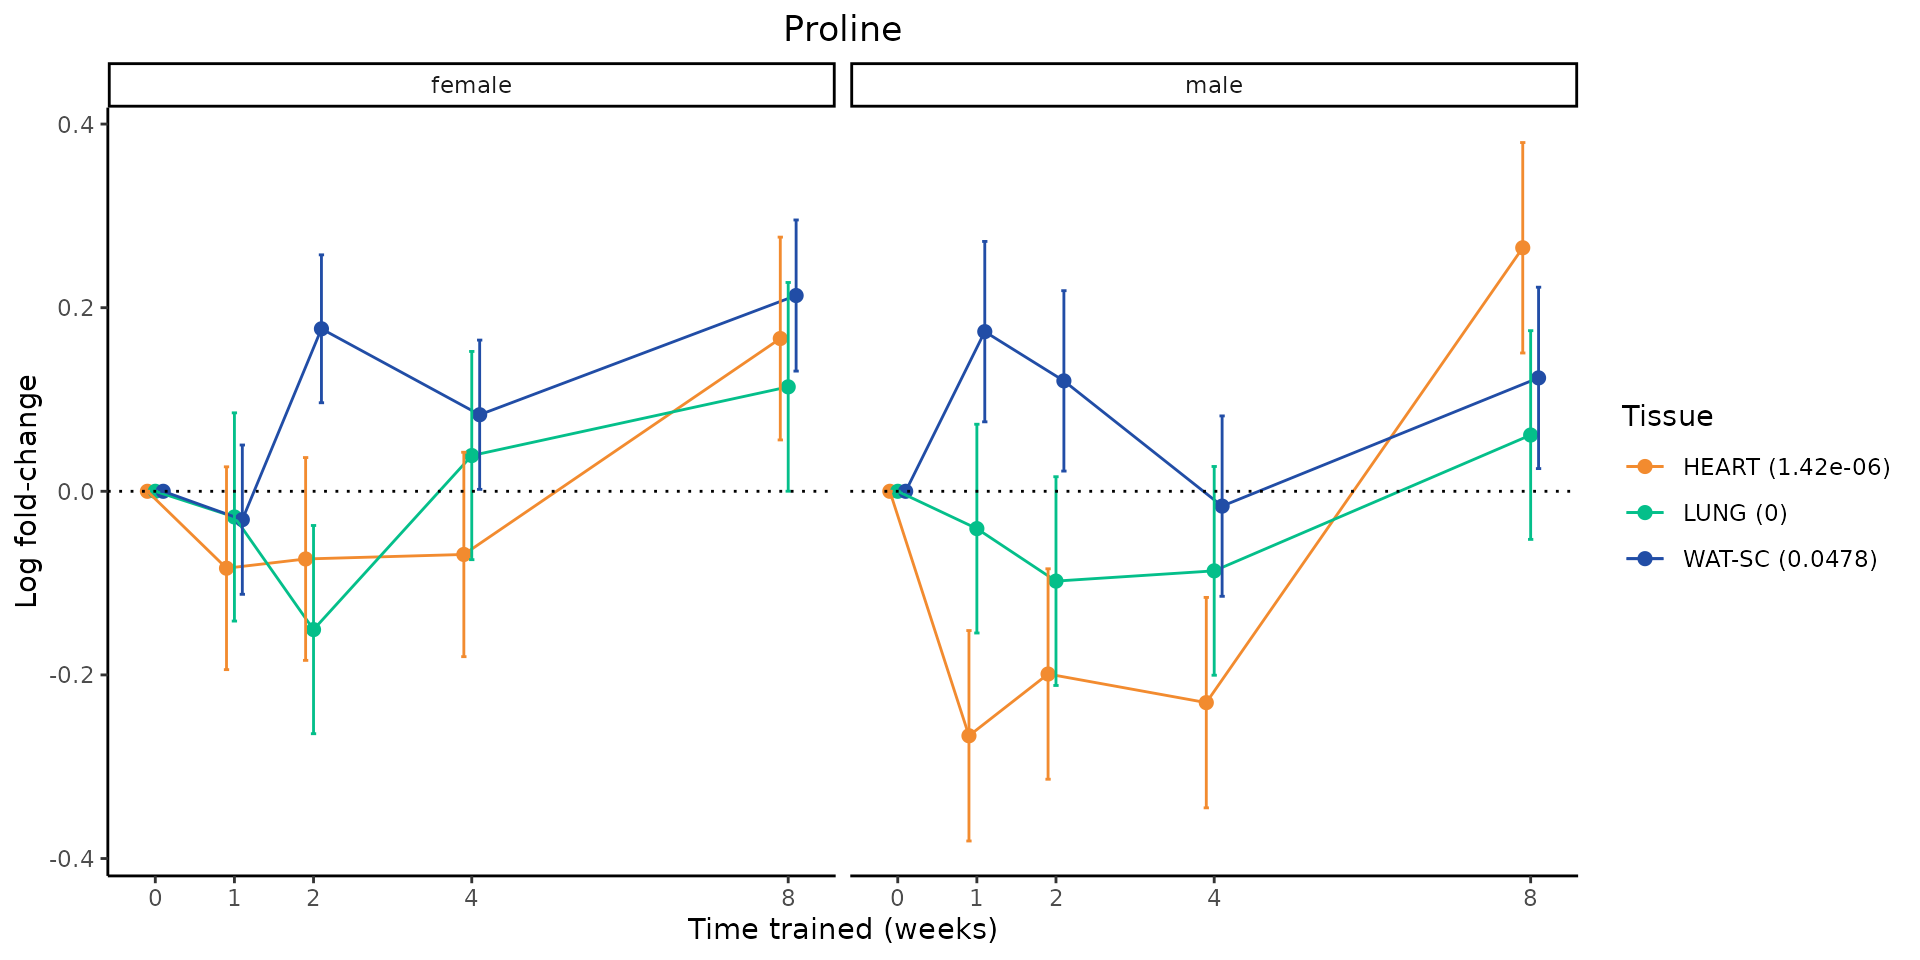 Proline
female
male
Log fold-change
0.4
0.2
0.0
-0.2
-0.4
0 1 2 4 8
0 1 2 4 8
Time trained (weeks)
Tissue
HEART (1.42e-06)
LUNG (0)
WAT-SC (0.0478)